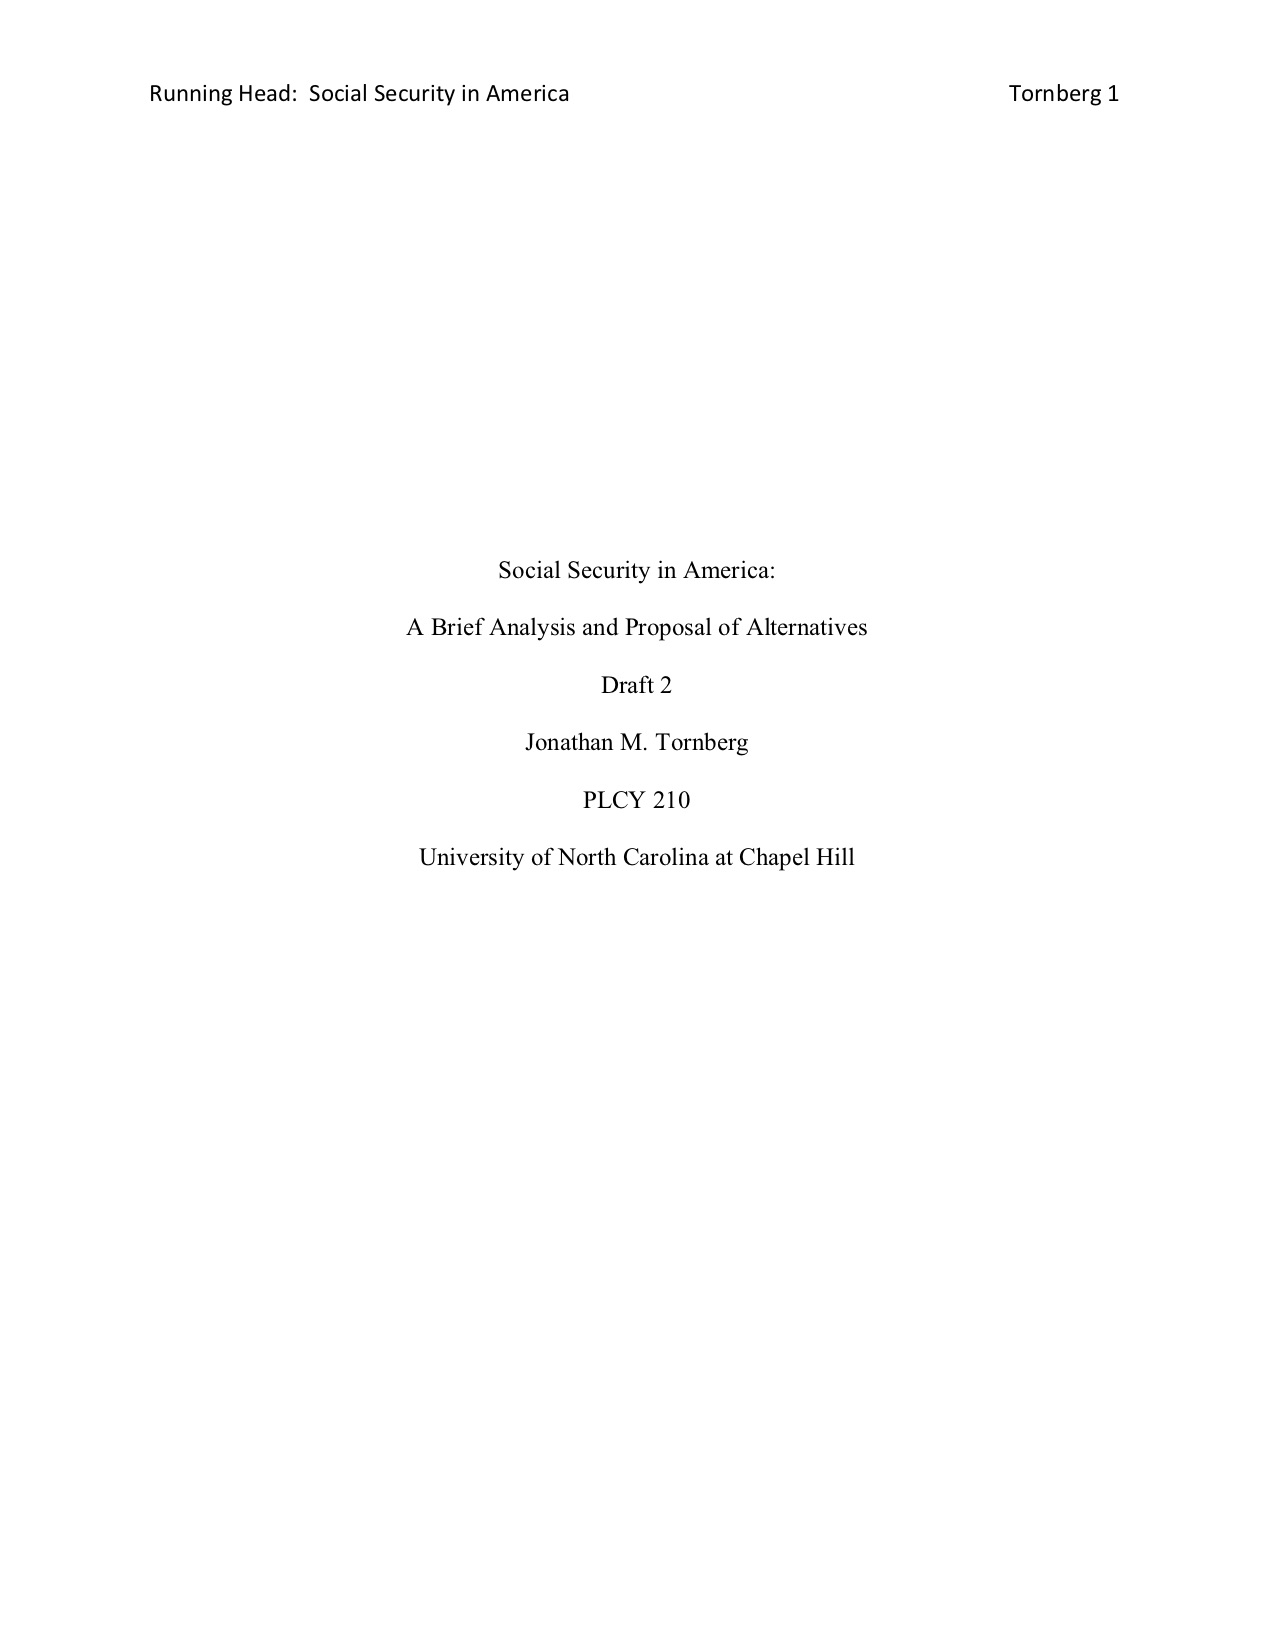 Running Head:  Social Security in America Tornberg 1
Social Security in America:
A Brief Analysis and Proposal of Alternatives
Draft 2
Jonathan M. Tornberg
PLCY 210
University of North Carolina at Chapel Hill